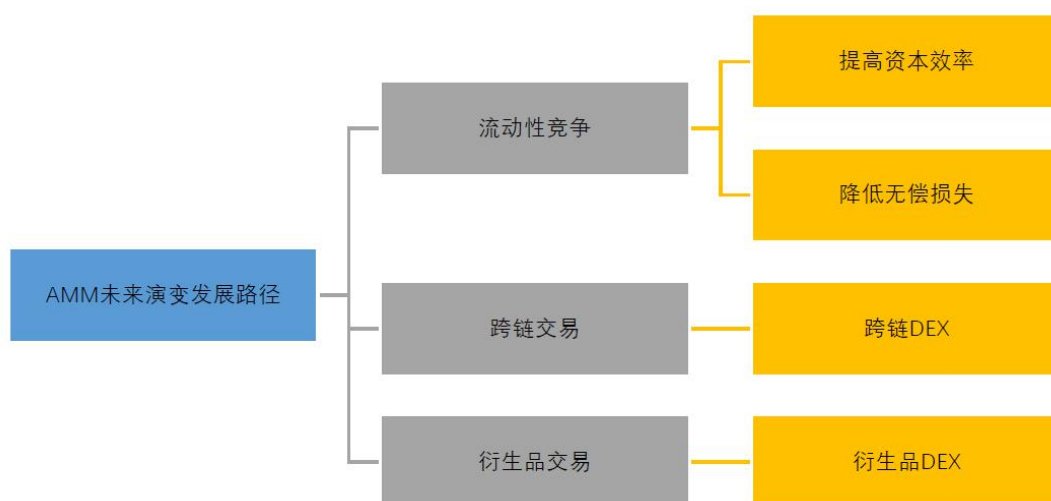 提高资本效率
流动性竞争
降低无偿损失
AMM未来演变发展路径
跨链交易
跨链DEX
衍生品交易
衍生品DEX